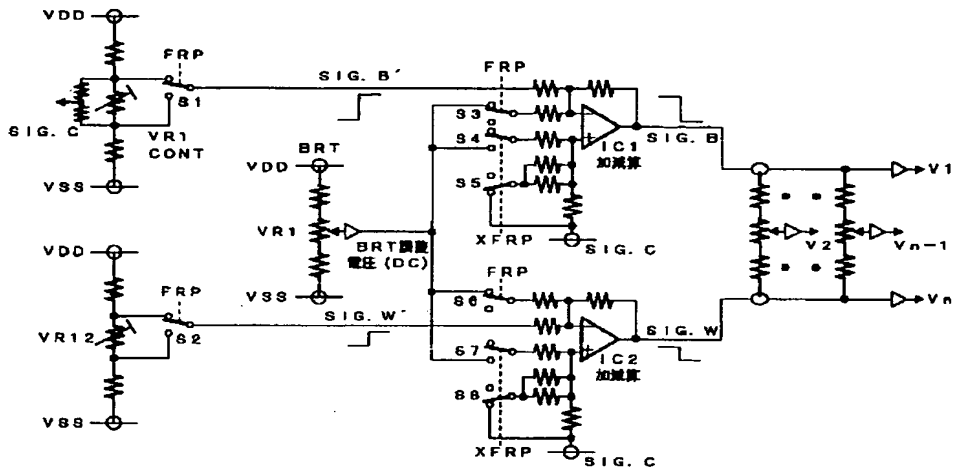 VDD
FRP
SIG. B'
FRP
S1
S3
SIG. C
VR1
CONT
S4
IC1
加減算
SIG. B
BRT
VDD
S5
V1
VSS
VR1
BRT調整
電圧(DC)
XFRP
SIG. C
V2
Vn-1
VDD
FRP
VSS
FRP
S6
SIG. W'
SIG. W
Vn
VR12
S2
S7
IC2
加減算
S8
VSS
XFRP
SIG. C